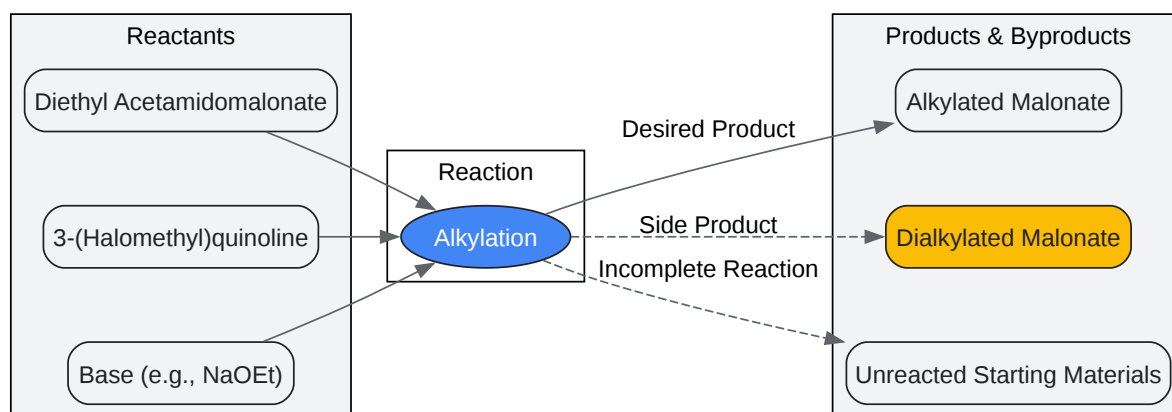 Reactants
Diethyl Acetamidomalonate
3-(Halomethyl)quinoline
Base (e.g., NaOEt)
Reaction
Alkylation
Desired Product
Side Product
Incomplete Reaction
Products & Byproducts
Alkylated Malonate
Dialkylated Malonate
Unreacted Starting Materials